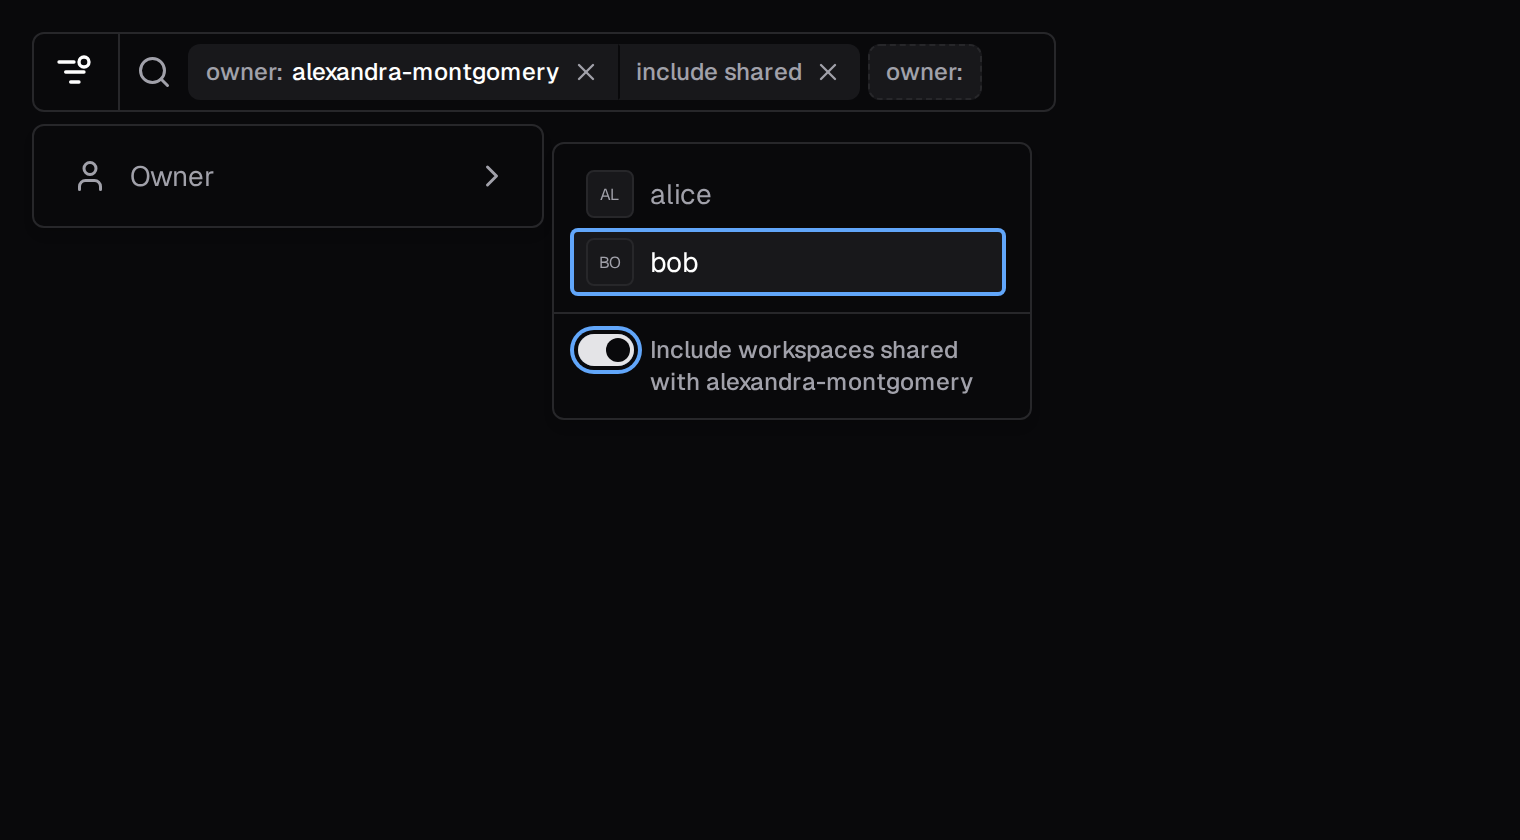 owner: alexandra-montgomery include shared owner:
Owner
AL alice
BO bob
Include workspaces shared
with alexandra-montgomery